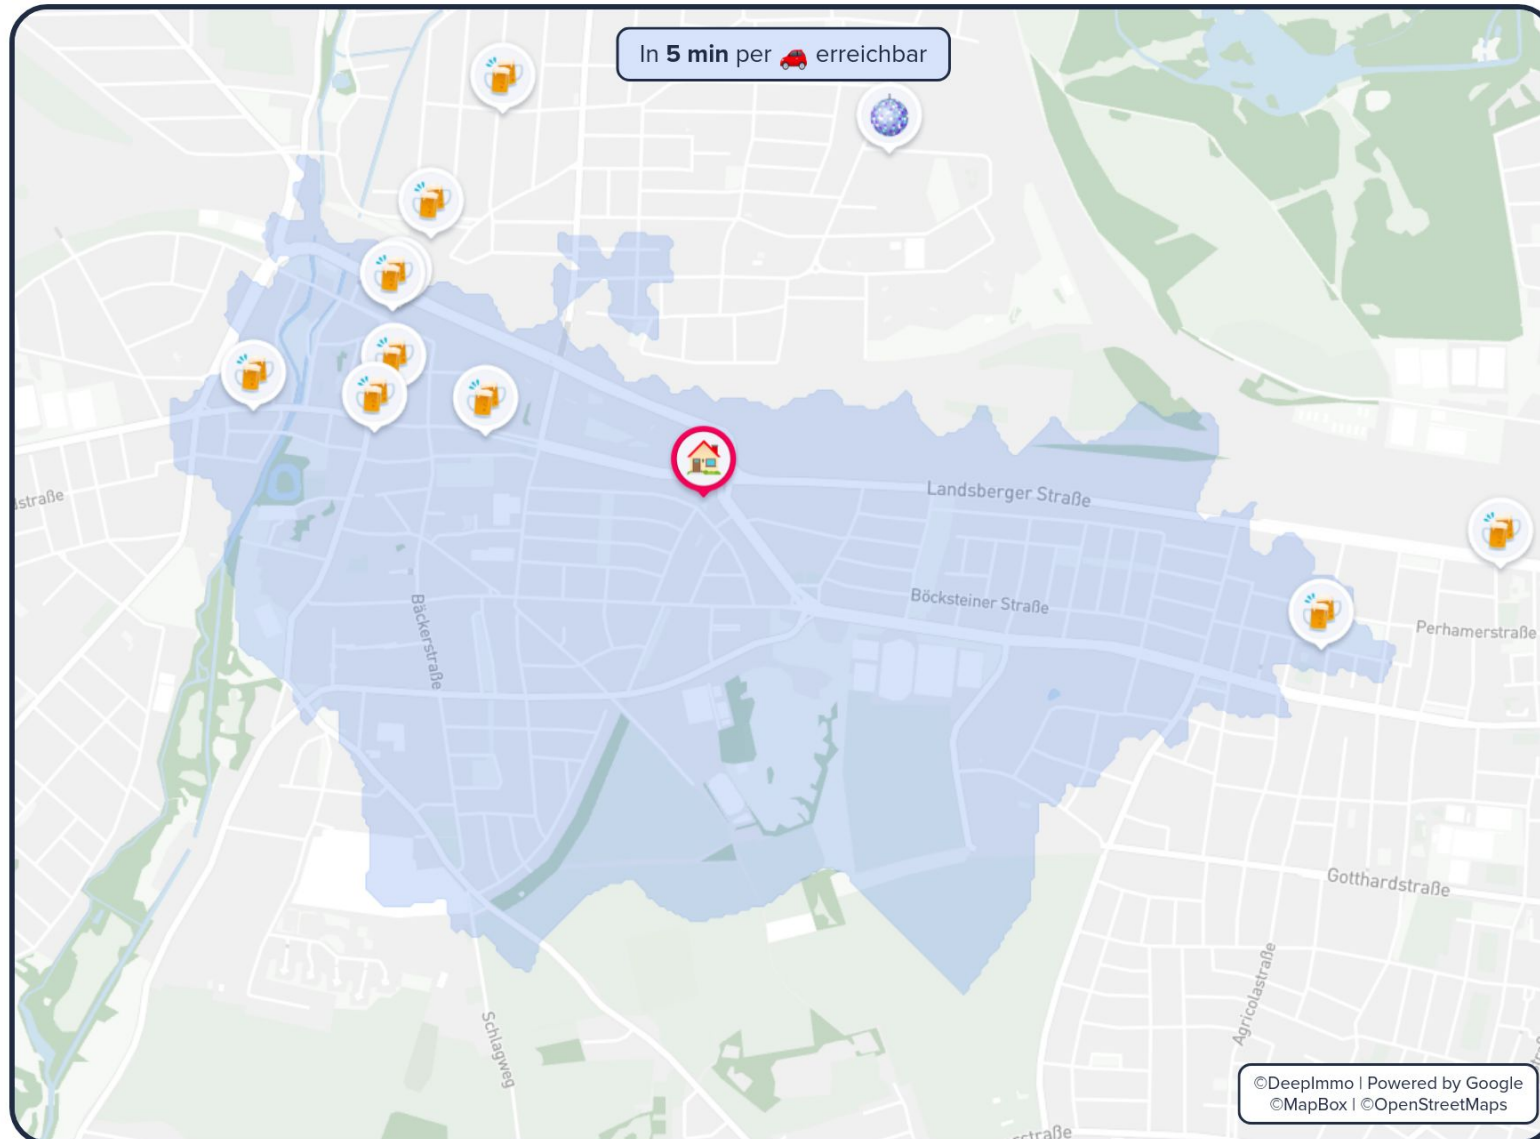 In 5 min per 🚗 erreichbar
Landsberger Straße
Böcksteiner Straße
Perhamerstraße
Bäckerstraße
Gotthardstraße
Agricolastraße
Schlagweg
©DeepImmo | Powered by Google
©MapBox | ©OpenStreetMaps